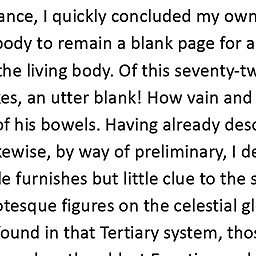 ance, I quickly concluded my own
body to remain a blank page for a
the living body. Of this seventy-tw
es, an utter blank! How vain and
of his bowels. Having already desc
kewise, by way of preliminary, I de
le furnishes but little clue to the s
otesque figures on the celestial gl
found in that Tertiary system, thos